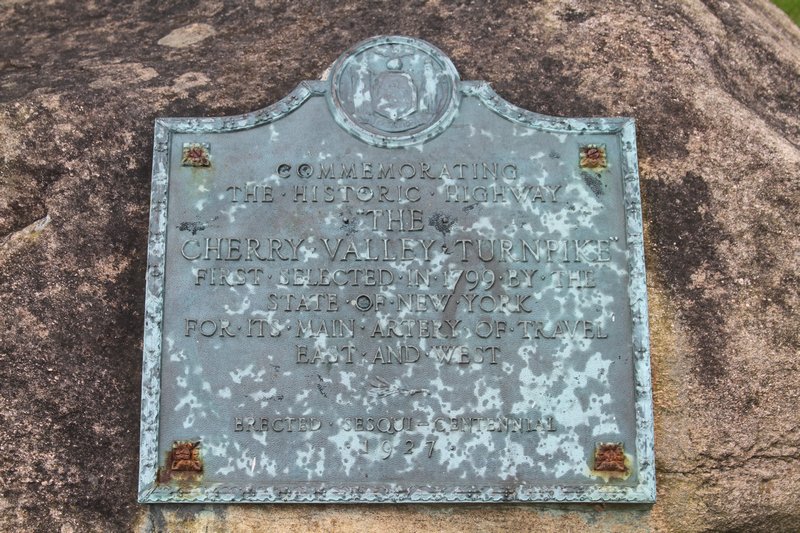 COMMEMORATING
THE · HISTORIC · HIGHWAY
"THE
CHERRY · VALLEY · TURNPIKE"
FIRST · SELECTED · IN · 1799 · BY · THE
STATE · OF · NEW · YORK
FOR · ITS · MAIN · ARTERY · OF · TRAVEL
EAST · AND · WEST
ERECTED · SESQUI-CENTENNIAL
1927